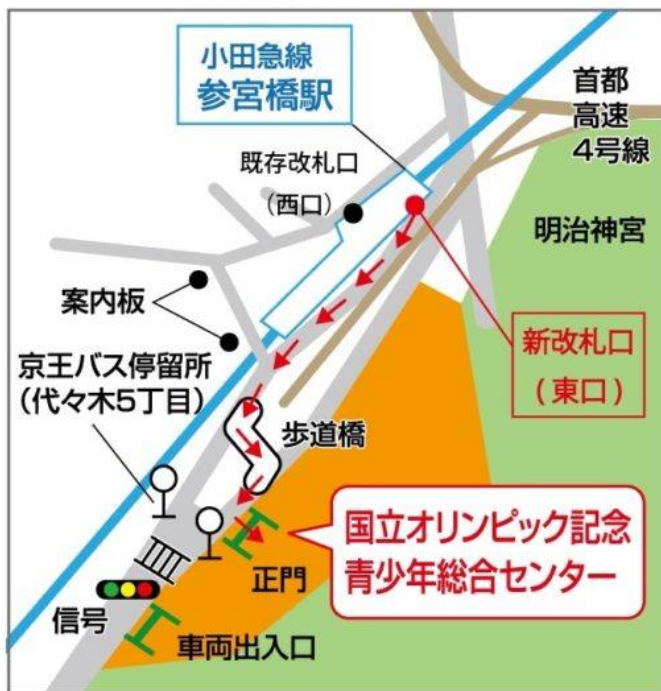 小田急線
参宮橋駅
首都
高速
4号線
既存改札口
（西口）
明治神宮
案内板
新改札口
（東口）
京王バス停留所
（代々木5丁目）
歩道橋
国立オリンピック記念
青少年総合センター
正門
信号
車両出入口